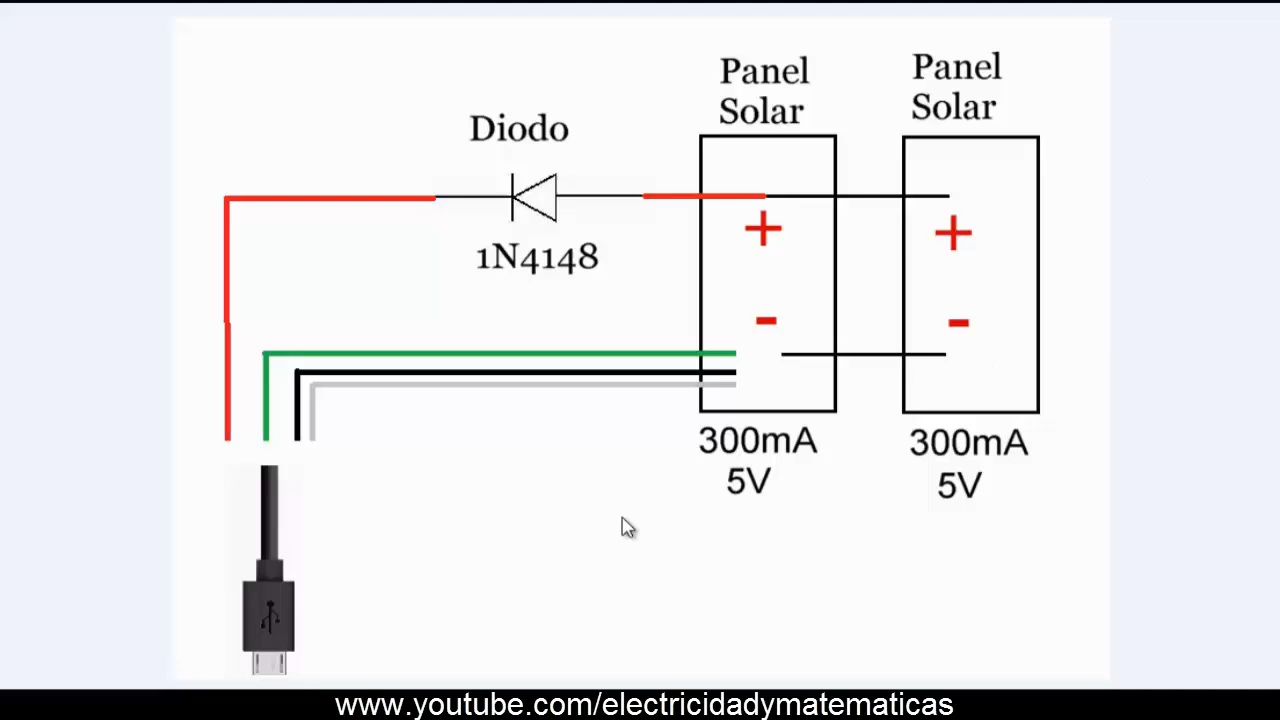 Panel
Solar
Panel
Solar
Diodo
1N4148
+
+
-
-
300mA
5V
300mA
5V
www.youtube.com/electricidadymatematicas